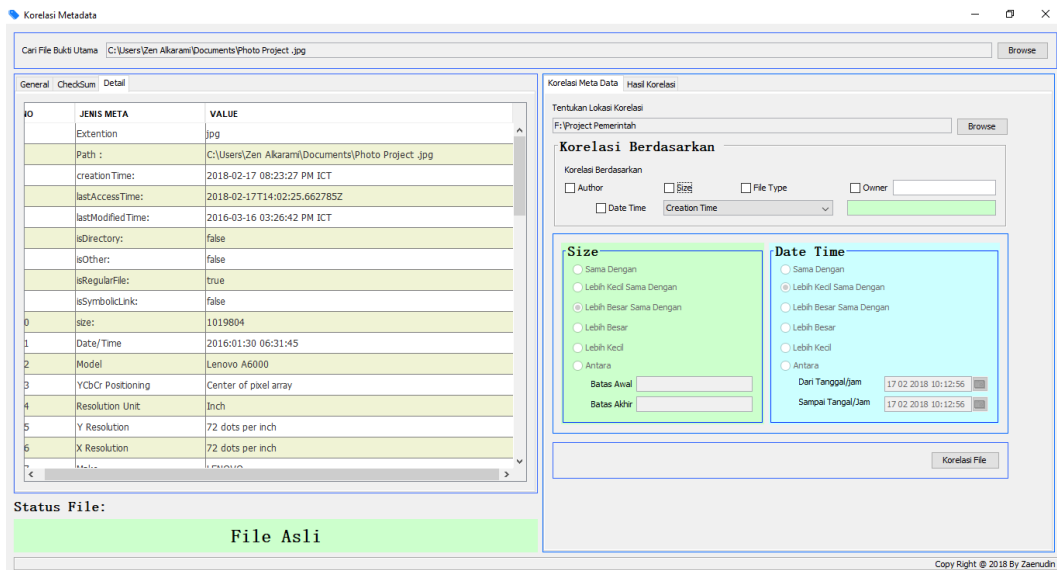 Korelasi Metadata
Cari File Bukti Utama C:\Users\Zen Alkarami\Documents\Photo Project .jpg Browse
General CheckSum Detail
NO JENIS META VALUE
Extention jpg
Path : C:\Users\Zen Alkarami\Documents\Photo Project .jpg
creationTime: 2018-02-17 08:23:27 PM ICT
lastAccessTime: 2018-02-17T14:02:25.662785Z
lastModifiedTime: 2016-03-16 03:26:42 PM ICT
isDirectory: false
isOther: false
isRegularFile: true
isSymbolicLink: false
0 size: 1019804
1 Date/Time 2016:01:30 06:31:45
2 Model Lenovo A6000
3 YCbCr Positioning Center of pixel array
4 Resolution Unit Inch
5 Y Resolution 72 dots per inch
6 X Resolution 72 dots per inch
Status File:
File Asli
Korelasi Meta Data Hasil Korelasi
Tentukan Lokasi Korelasi
F:\Project Pemerintah Browse
Korelasi Berdasarkan
Korelasi Berdasarkan
Author Size File Type Owner
Date Time Creation Time
Size
Sama Dengan
Lebih Kecil Sama Dengan
Lebih Besar Sama Dengan
Lebih Besar
Lebih Kecil
Antara
Batas Awal
Batas Akhir
Date Time
Sama Dengan
Lebih Kecil Sama Dengan
Lebih Besar Sama Dengan
Lebih Besar
Lebih Kecil
Antara
Dari Tanggal/jam 17 02 2018 10:12:56
Sampai Tangal/Jam 17 02 2018 10:12:56
Korelasi File
Copy Right @ 2018 By Zaenudin